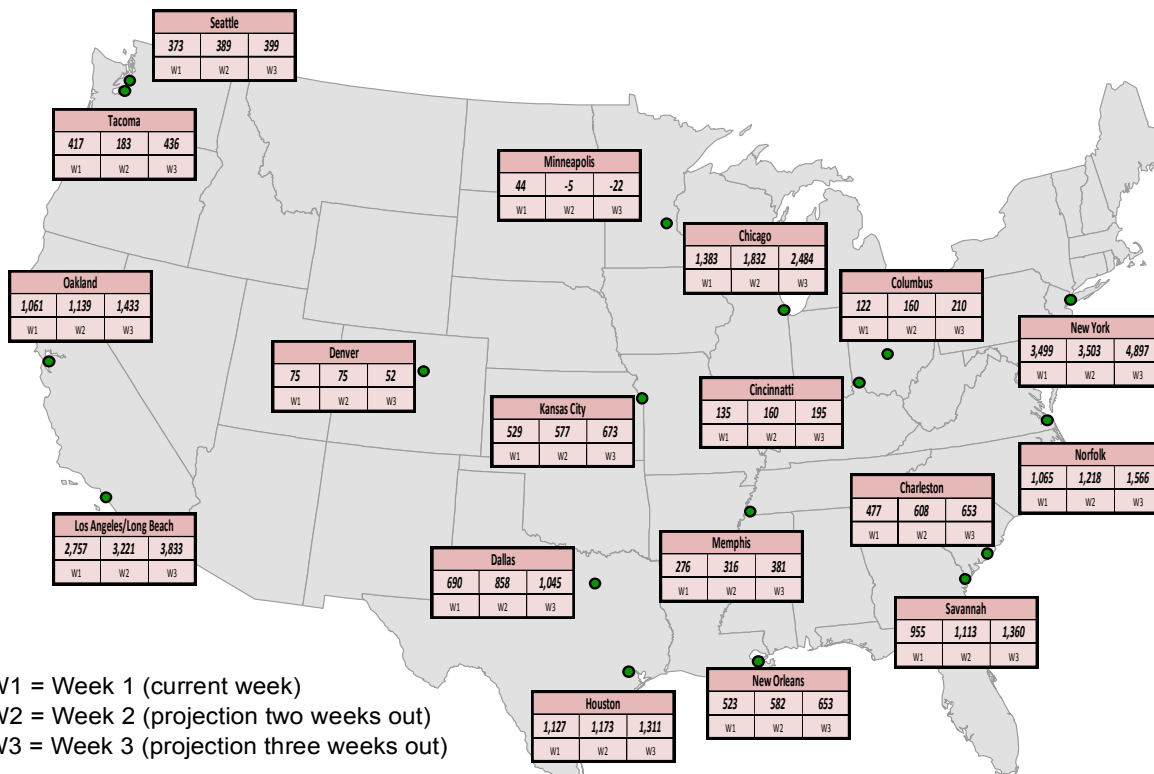 Seattle
373 389 399
W1 W2 W3
Tacoma
417 183 436
W1 W2 W3
Minneapolis
44 -5 -22
W1 W2 W3
Chicago
1,383 1,832 2,484
W1 W2 W3
Oakland
1,061 1,139 1,433
W1 W2 W3
Columbus
122 160 210
W1 W2 W3
New York
3,499 3,503 4,897
W1 W2 W3
Denver
75 75 52
W1 W2 W3
Cincinnatti
135 160 195
W1 W2 W3
Kansas City
529 577 673
W1 W2 W3
Norfolk
1,065 1,218 1,566
W1 W2 W3
Charleston
477 608 653
W1 W2 W3
Los Angeles/Long Beach
2,757 3,221 3,833
W1 W2 W3
Memphis
276 316 381
W1 W2 W3
Dallas
690 858 1,045
W1 W2 W3
Savannah
955 1,113 1,360
W1 W2 W3
New Orleans
523 582 653
W1 W2 W3
Houston
1,127 1,173 1,311
W1 W2 W3
W1 = Week 1 (current week)
W2 = Week 2 (projection two weeks out)
W3 = Week 3 (projection three weeks out)